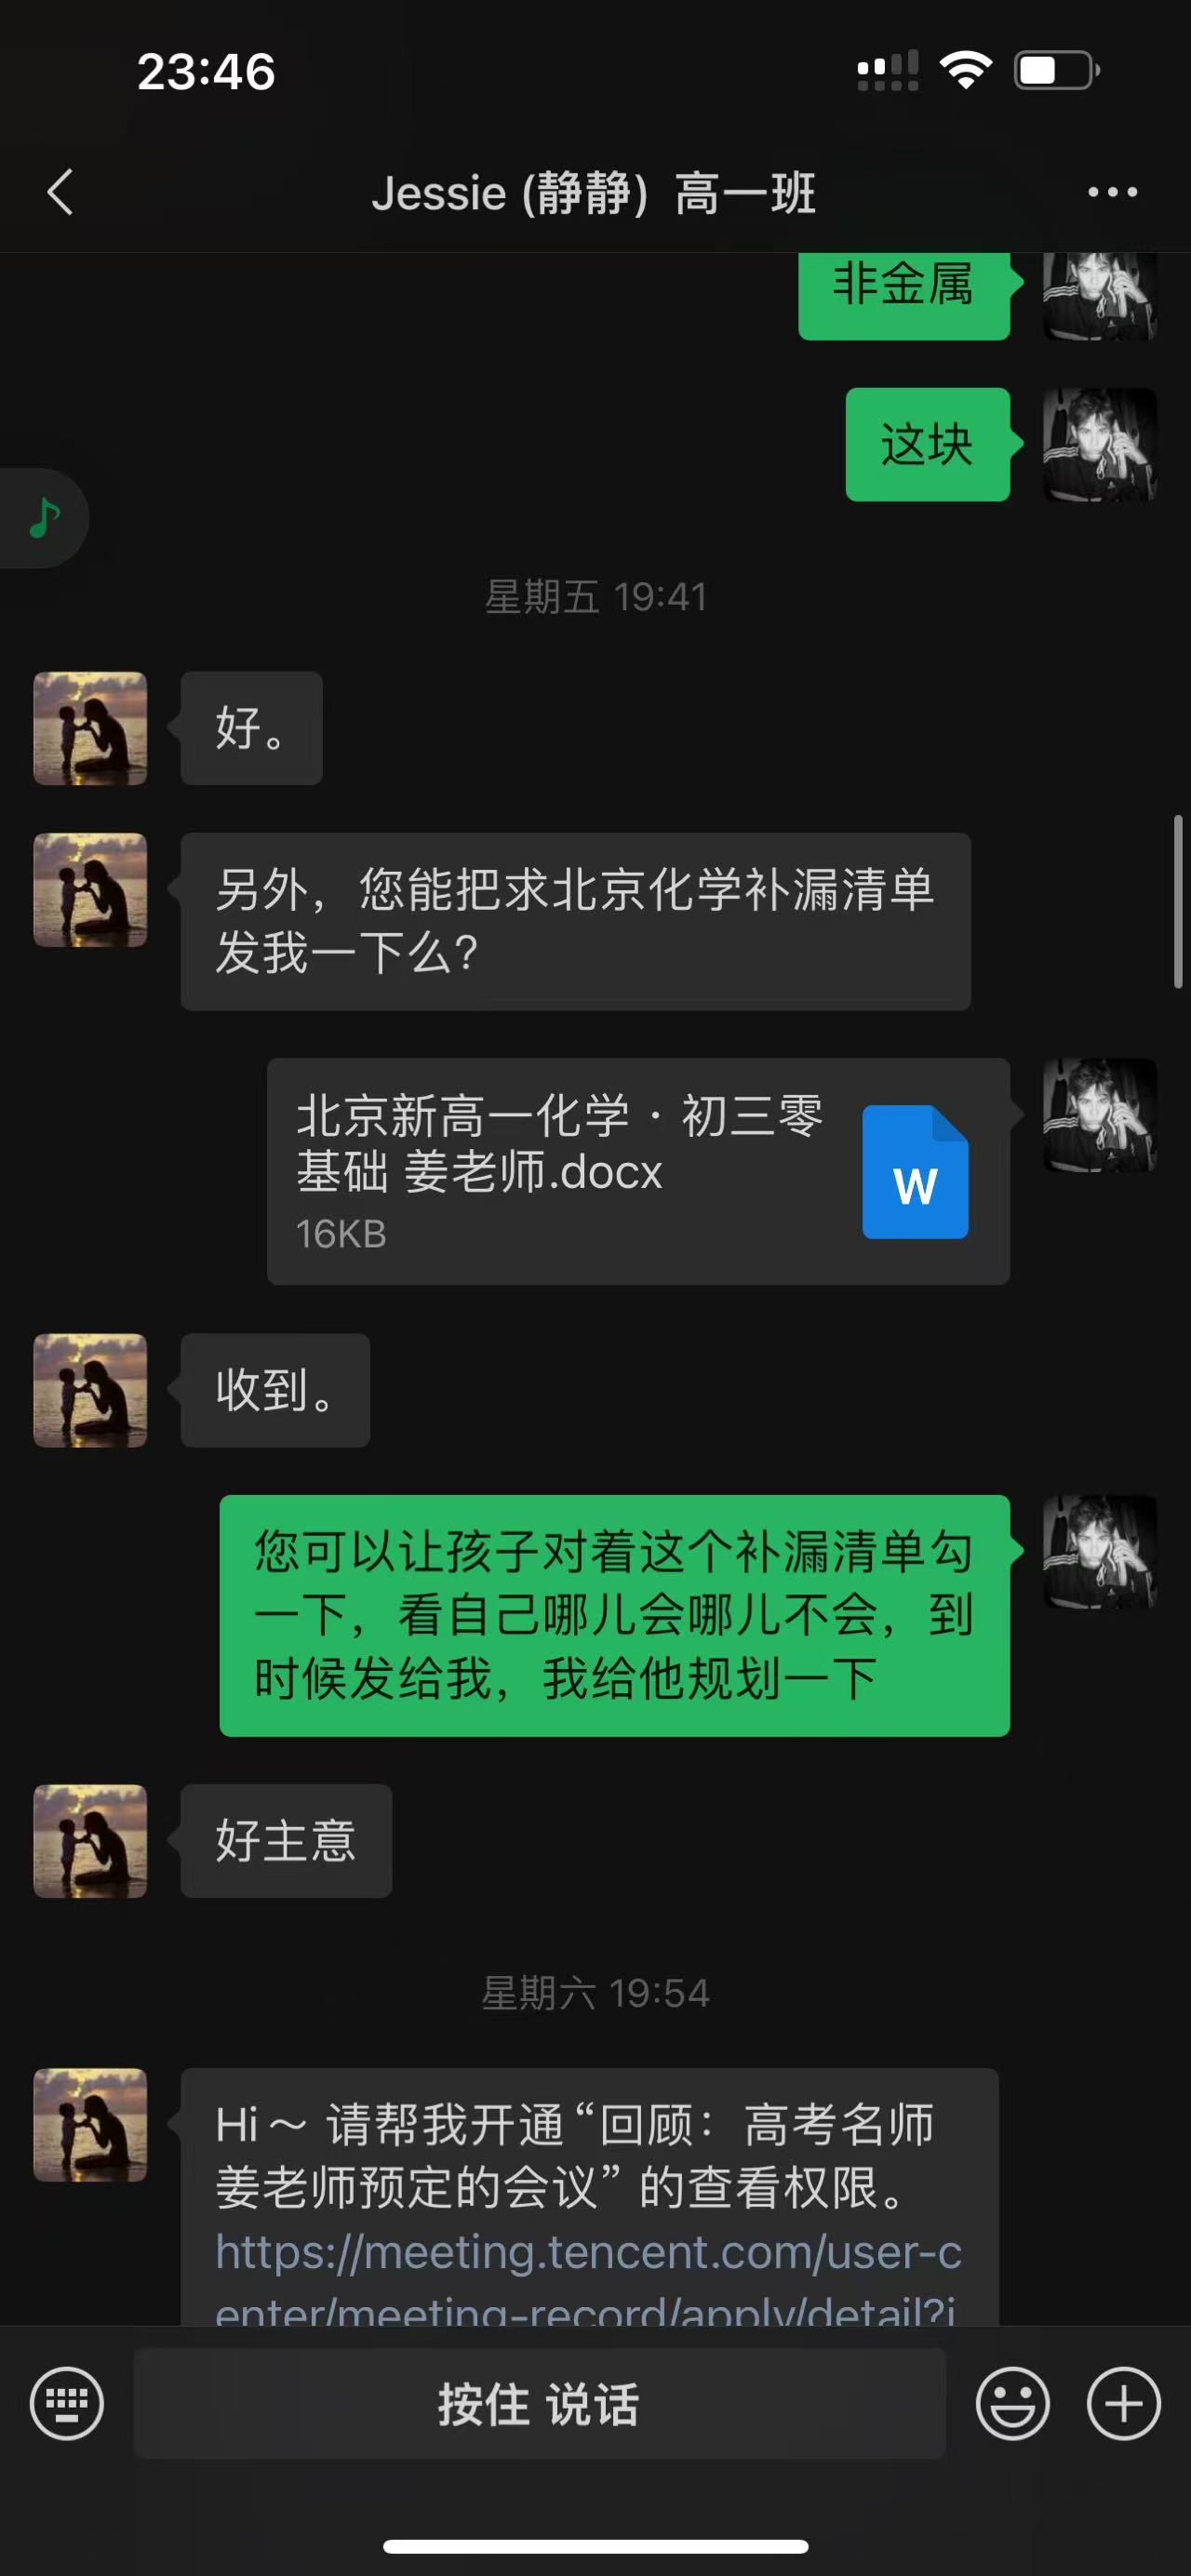 23:46
Jessie (静静) 高一班
非金属
这块
星期五 19:41
好。
另外，您能把求北京化学补漏清单
发我一下么？
北京新高一化学 · 初三零
基础 姜老师.docx
16KB
W
收到。
您可以让孩子对着这个补漏清单勾
一下，看自己哪儿会哪儿不会，到
时候发给我，我给他规划一下
好主意
星期六 19:54
Hi～ 请帮我开通“回顾：高考名师
姜老师预定的会议” 的查看权限。
https://meeting.tencent.com/user-c
enter/meeting-record/apply/detail?i
按住 说话